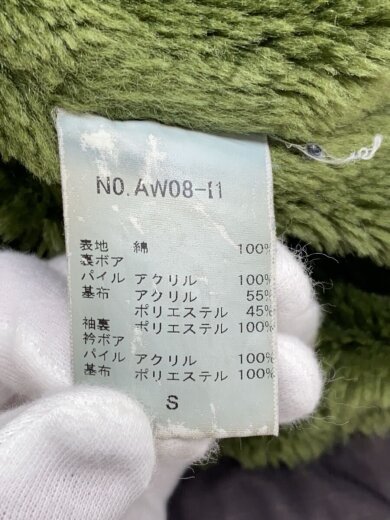 NO.AW08-I1
表地 綿 100%
裏ボア
パイル アクリル 100%
基布 アクリル 55%
ポリエステル 45%
袖裏 ポリエステル 100%
衿ボア
パイル アクリル 100%
基布 ポリエステル 100%
S